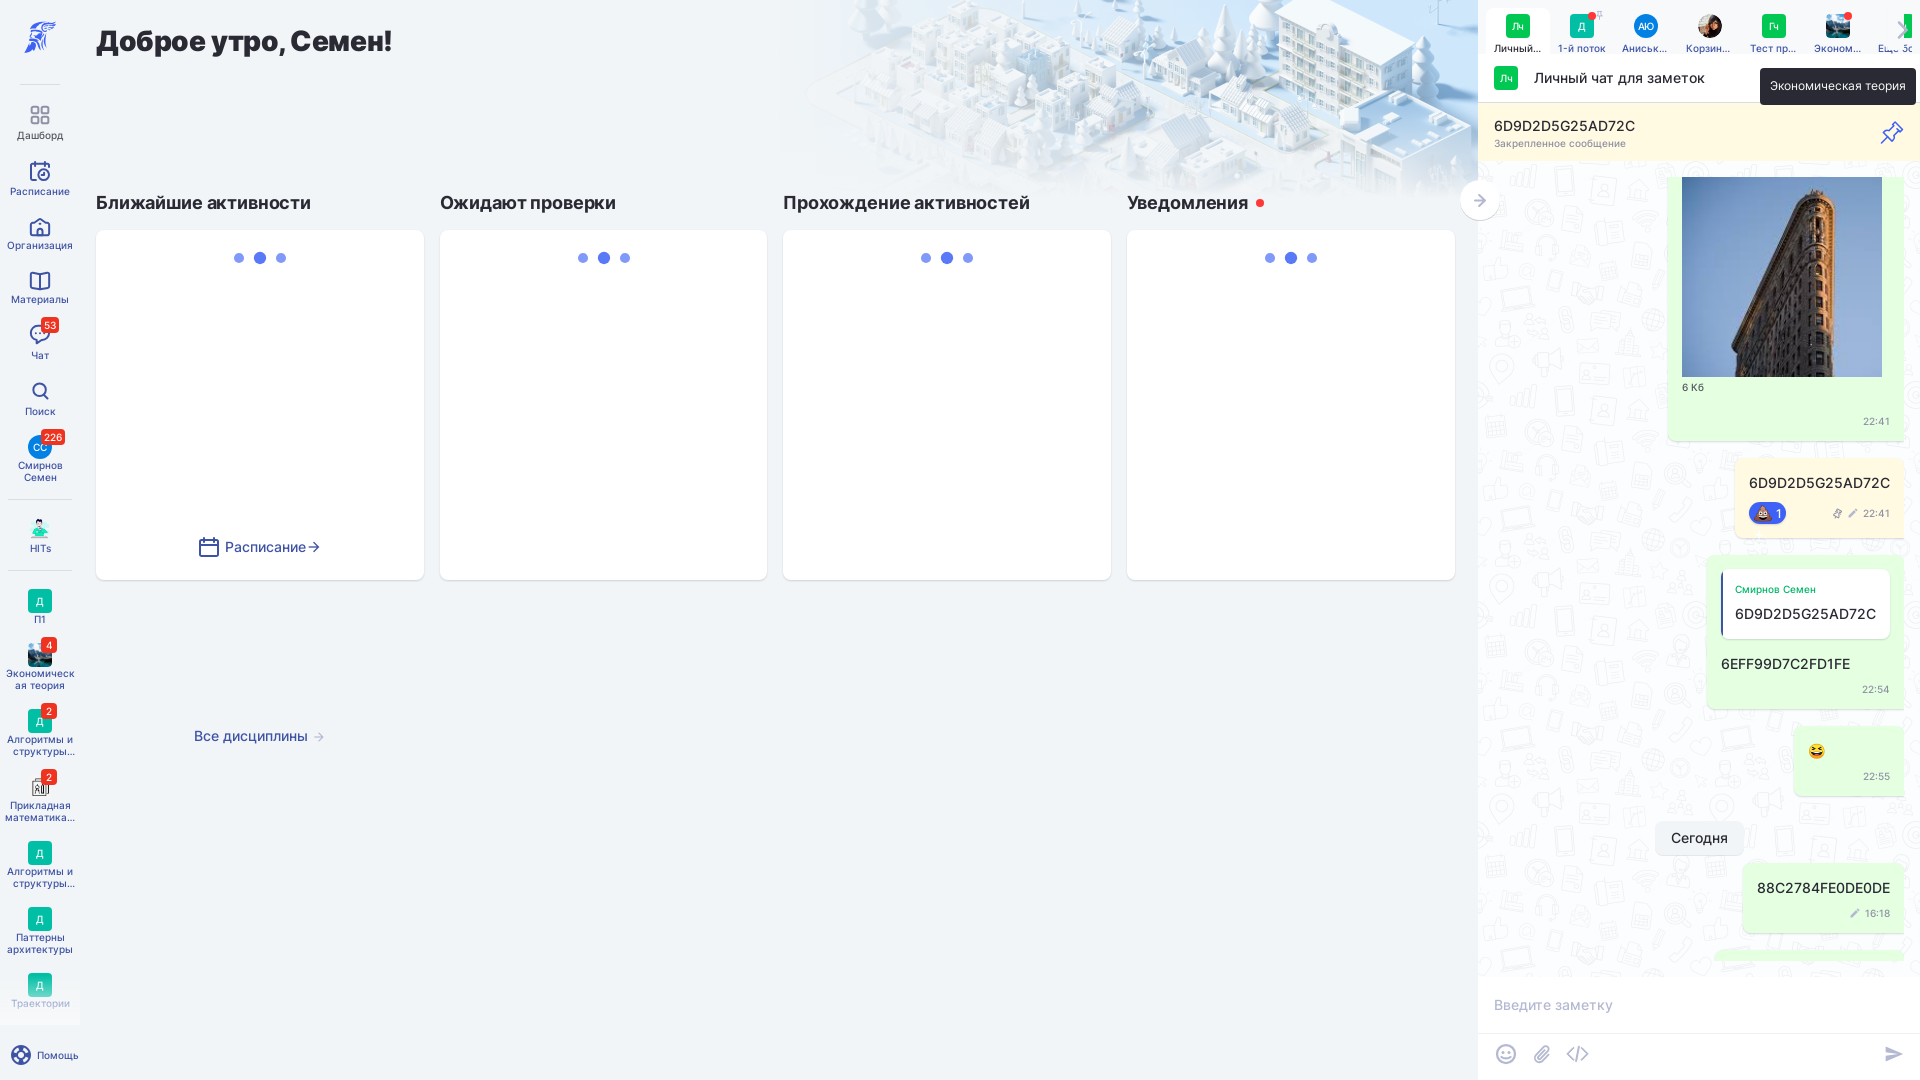 Доброе утро, Семен!
Дашборд
Расписание
Организация
Материалы
53
Чат
Поиск
СС
226
Смирнов
Семен
HITs
Д
П1
4
Экономическ
ая теория
Д
2
Алгоритмы и
структуры...
2
Прикладная
математика...
Д
Алгоритмы и
структуры...
Д
Паттерны
архитектуры
Д
Траектории
Помощь
Ближайшие активности
Расписание
Ожидают проверки
Прохождение активностей
Уведомления
Все дисциплины
Лч
Личный...
Д
1-й поток
АЮ
Аниськ...
Корзин...
Гч
Тест пр...
Эконом...
Лч
Личный чат для заметок
Экономическая теория
6D9D2D5G25AD72C
Закрепленное сообщение
6 Кб
22:41
6D9D2D5G25AD72C
1
22:41
Смирнов Семен
6D9D2D5G25AD72C
6EFF99D7C2FD1FE
22:54
22:55
Сегодня
88C2784FE0DE0DE
16:18
Введите заметку